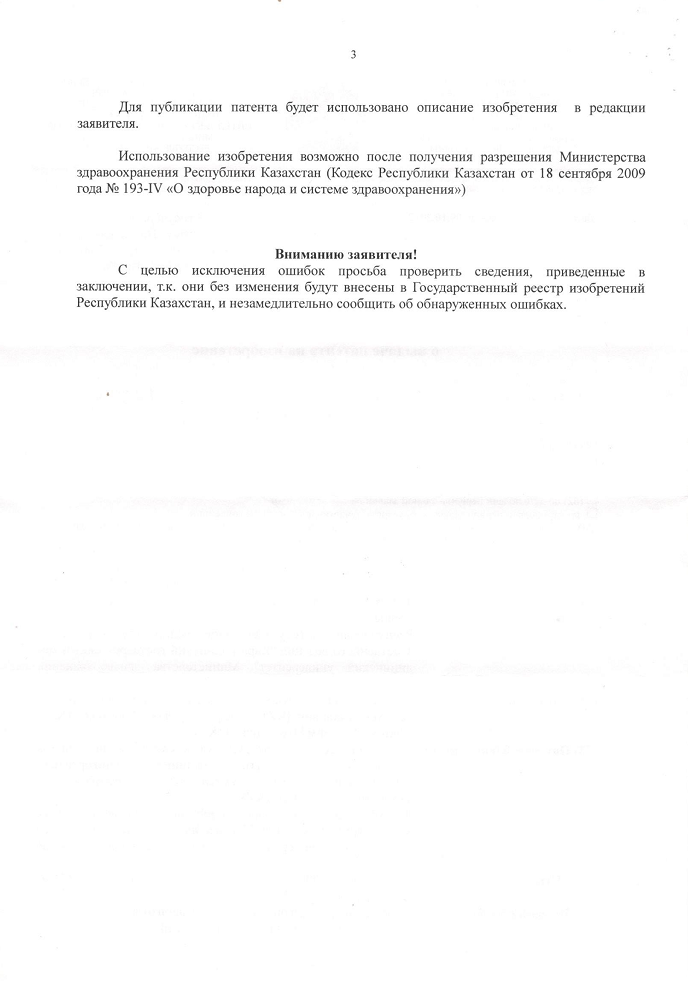 3
Для публикации патента будет использовано описание изобретения в редакции
заявителя.
Использование изобретения возможно после получения разрешения Министерства
здравоохранения Республики Казахстан (Кодекс Республики Казахстан от 18 сентября 2009
года № 193-IV «О здоровье народа и системе здравоохранения»)
Вниманию заявителя!
С целью исключения ошибок просьба проверить сведения, приведенные в
заключении, т.к. они без изменения будут внесены в Государственный реестр изобретений
Республики Казахстан, и незамедлительно сообщить об обнаруженных ошибках.